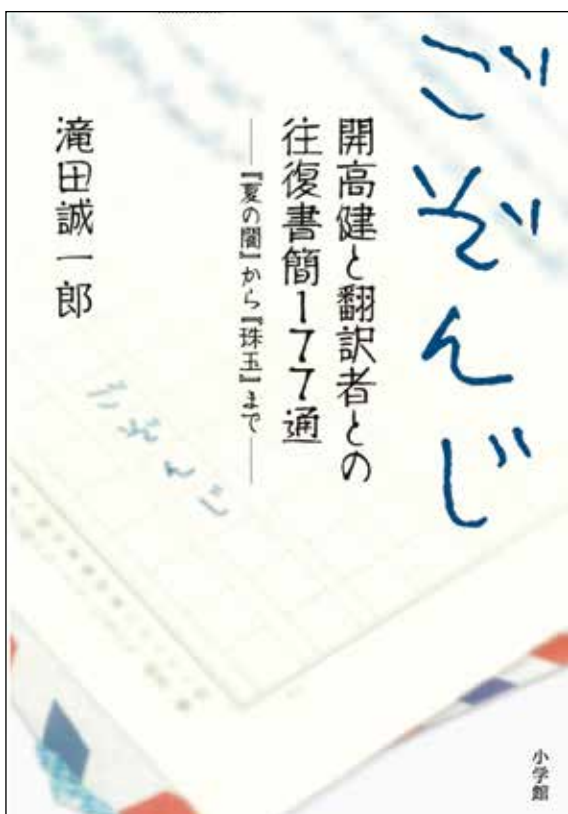 ごぞんじ
開高健と翻訳者との
往復書簡177通
──『夏の闇』から『珠玉』まで──
滝田誠一郎
ごぞんじ
小学館